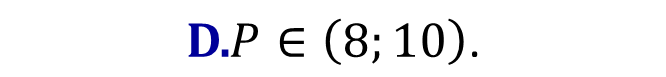 D.P ∈ (8; 10).